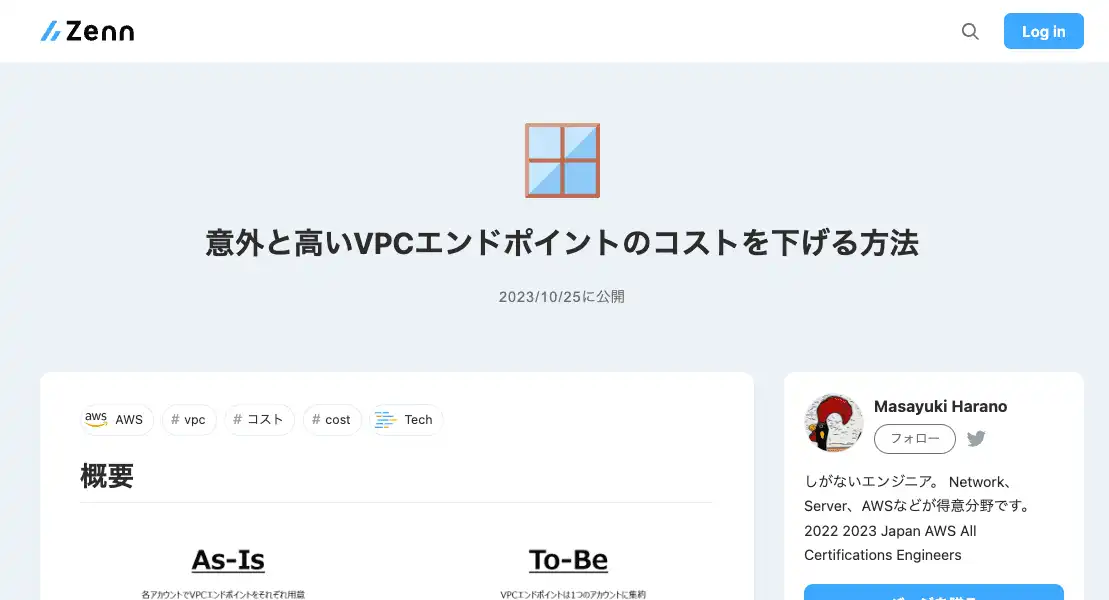 Zenn
Log in
意外と高いVPCエンドポイントのコストを下げる方法
2023/10/25に公開
aws AWS
# vpc
# コスト
# cost
Tech
概要
As-Is
各アカウントでVPCエンドポイントをそれぞれ用意
To-Be
VPCエンドポイントは1つのアカウントに集約
Masayuki Harano
フォロー
しがないエンジニア。 Network、
Server、AWSなどが得意分野です。
2022 2023 Japan AWS All
Certifications Engineers